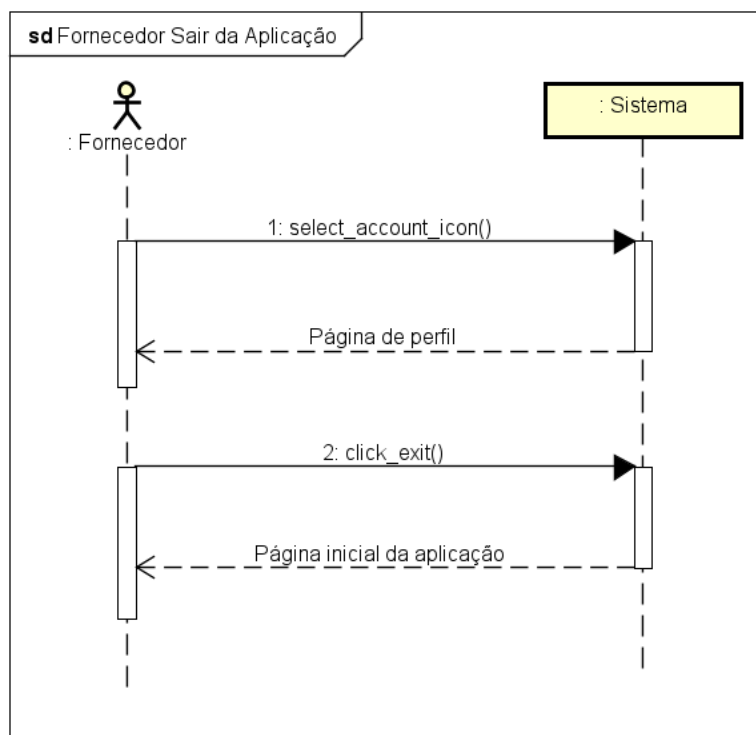 sd Fornecedor Sair da Aplicação
: Fornecedor
: Sistema
1: select_account_icon()
Página de perfil
2: click_exit()
Página inicial da aplicação